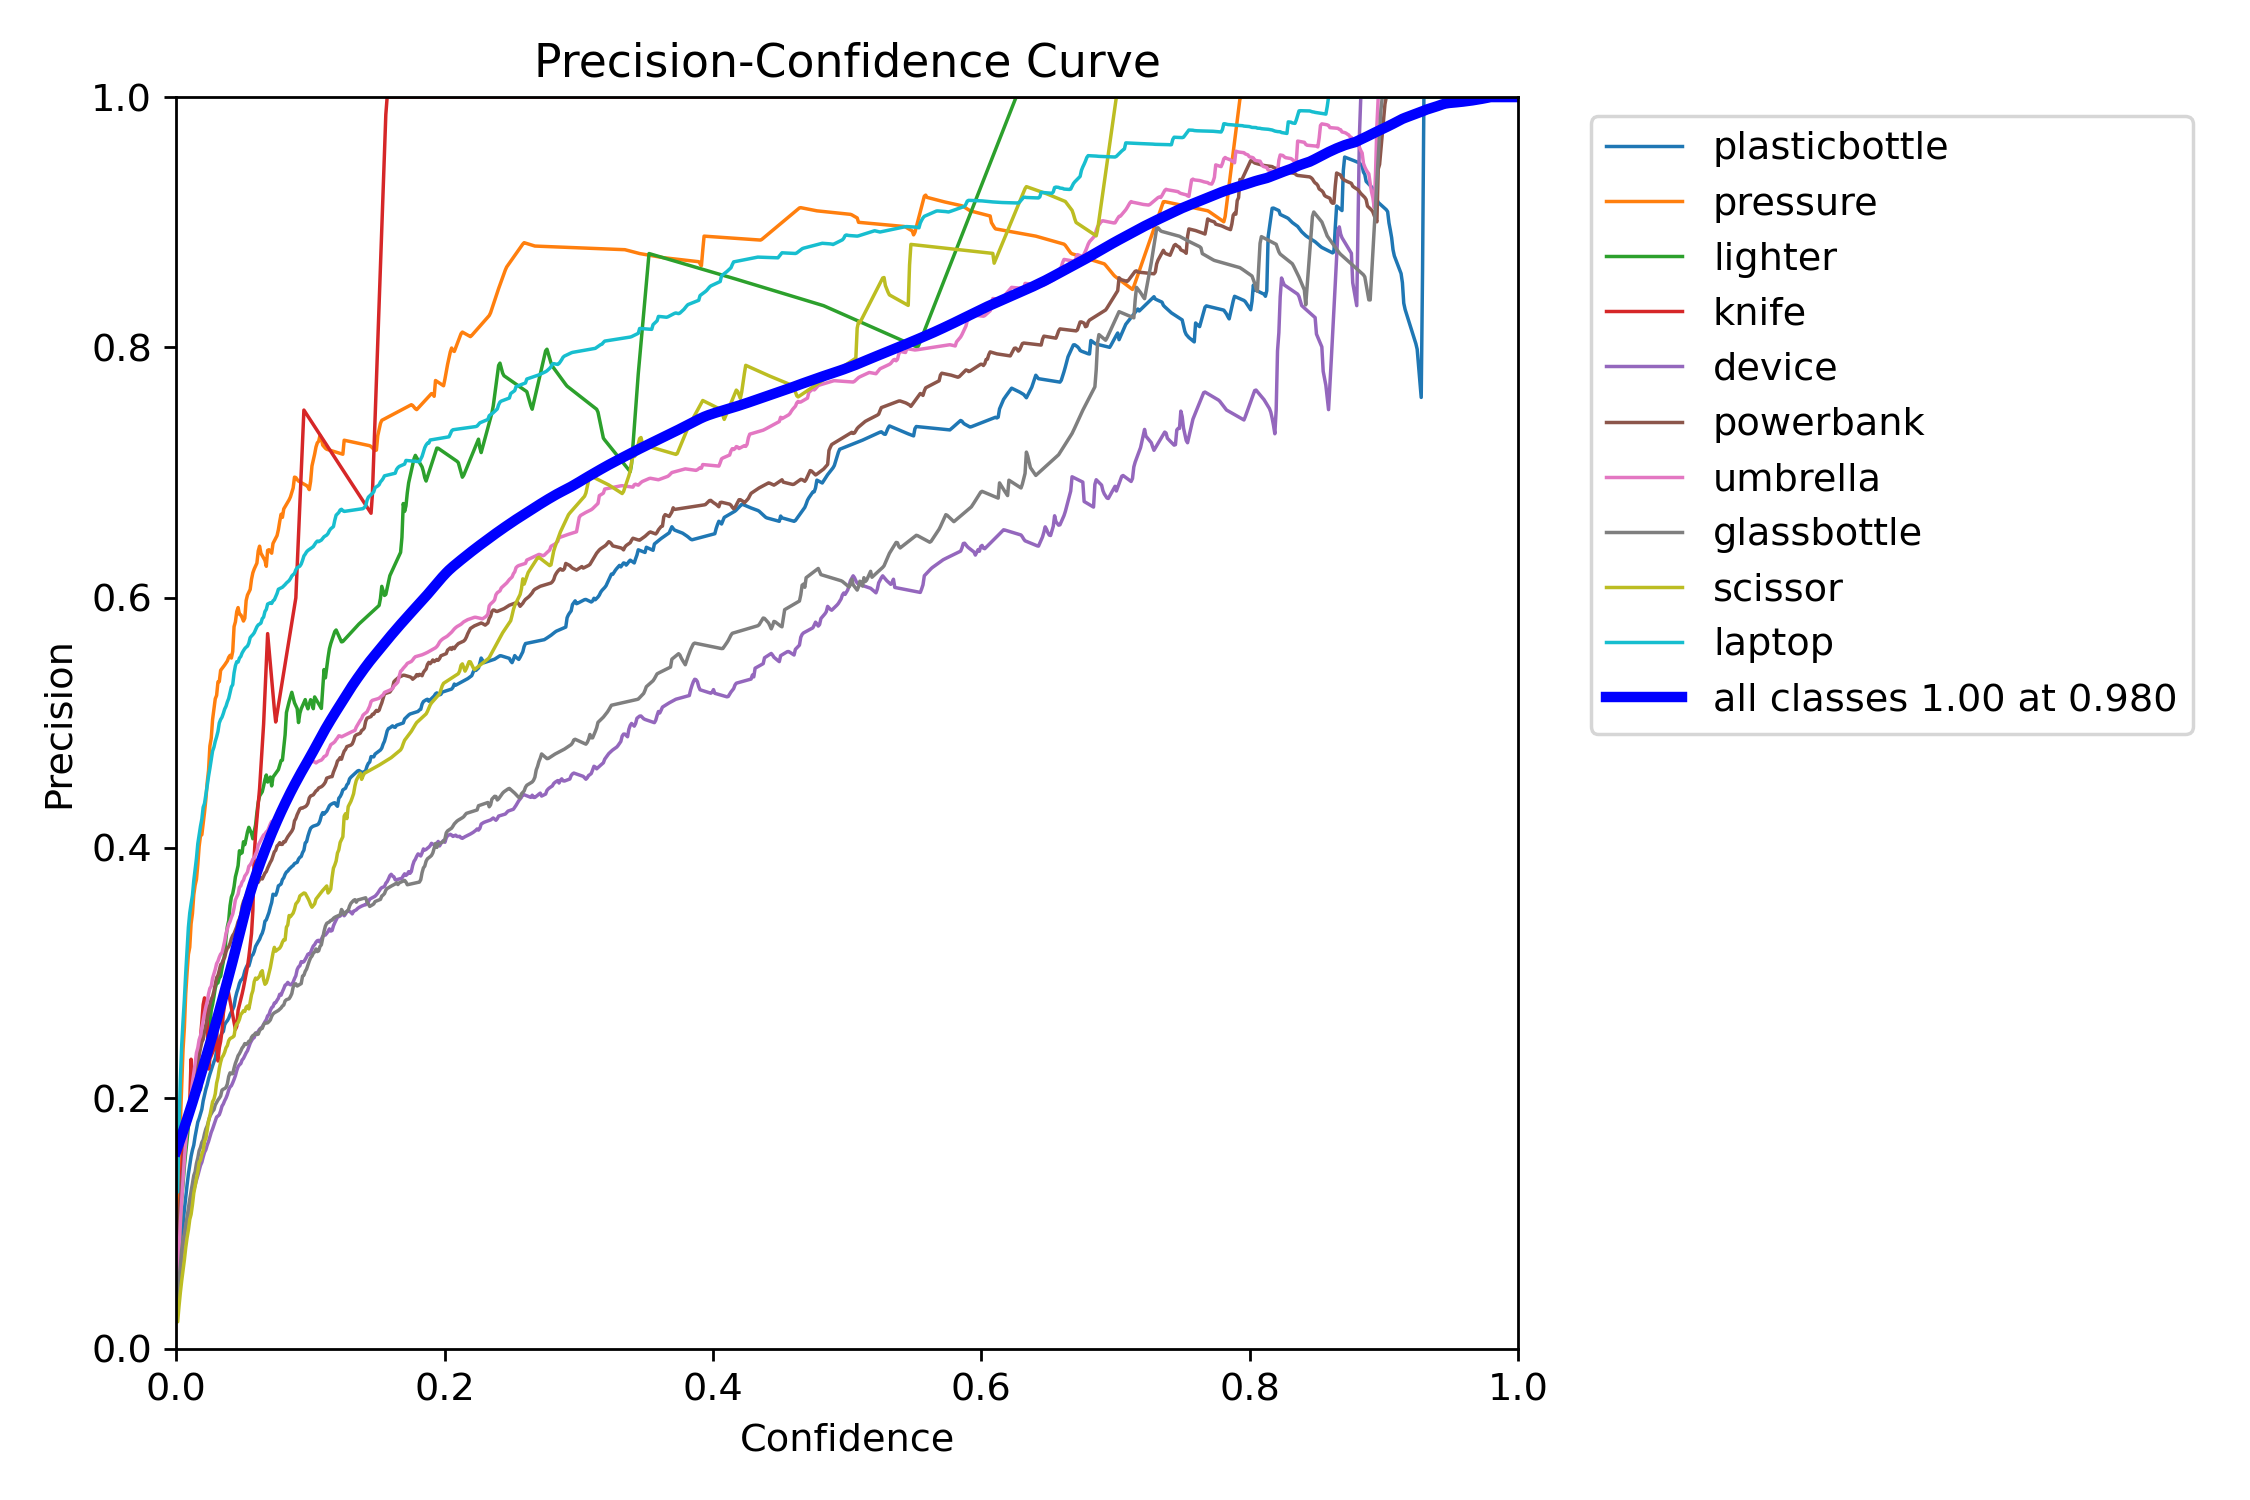 Precision-Confidence Curve
1.0
0.8
0.6
0.4
0.2
0.0
Precision
0.0 0.2 0.4 0.6 0.8 1.0
Confidence
plasticbottle
pressure
lighter
knife
device
powerbank
umbrella
glassbottle
scissor
laptop
all classes 1.00 at 0.980